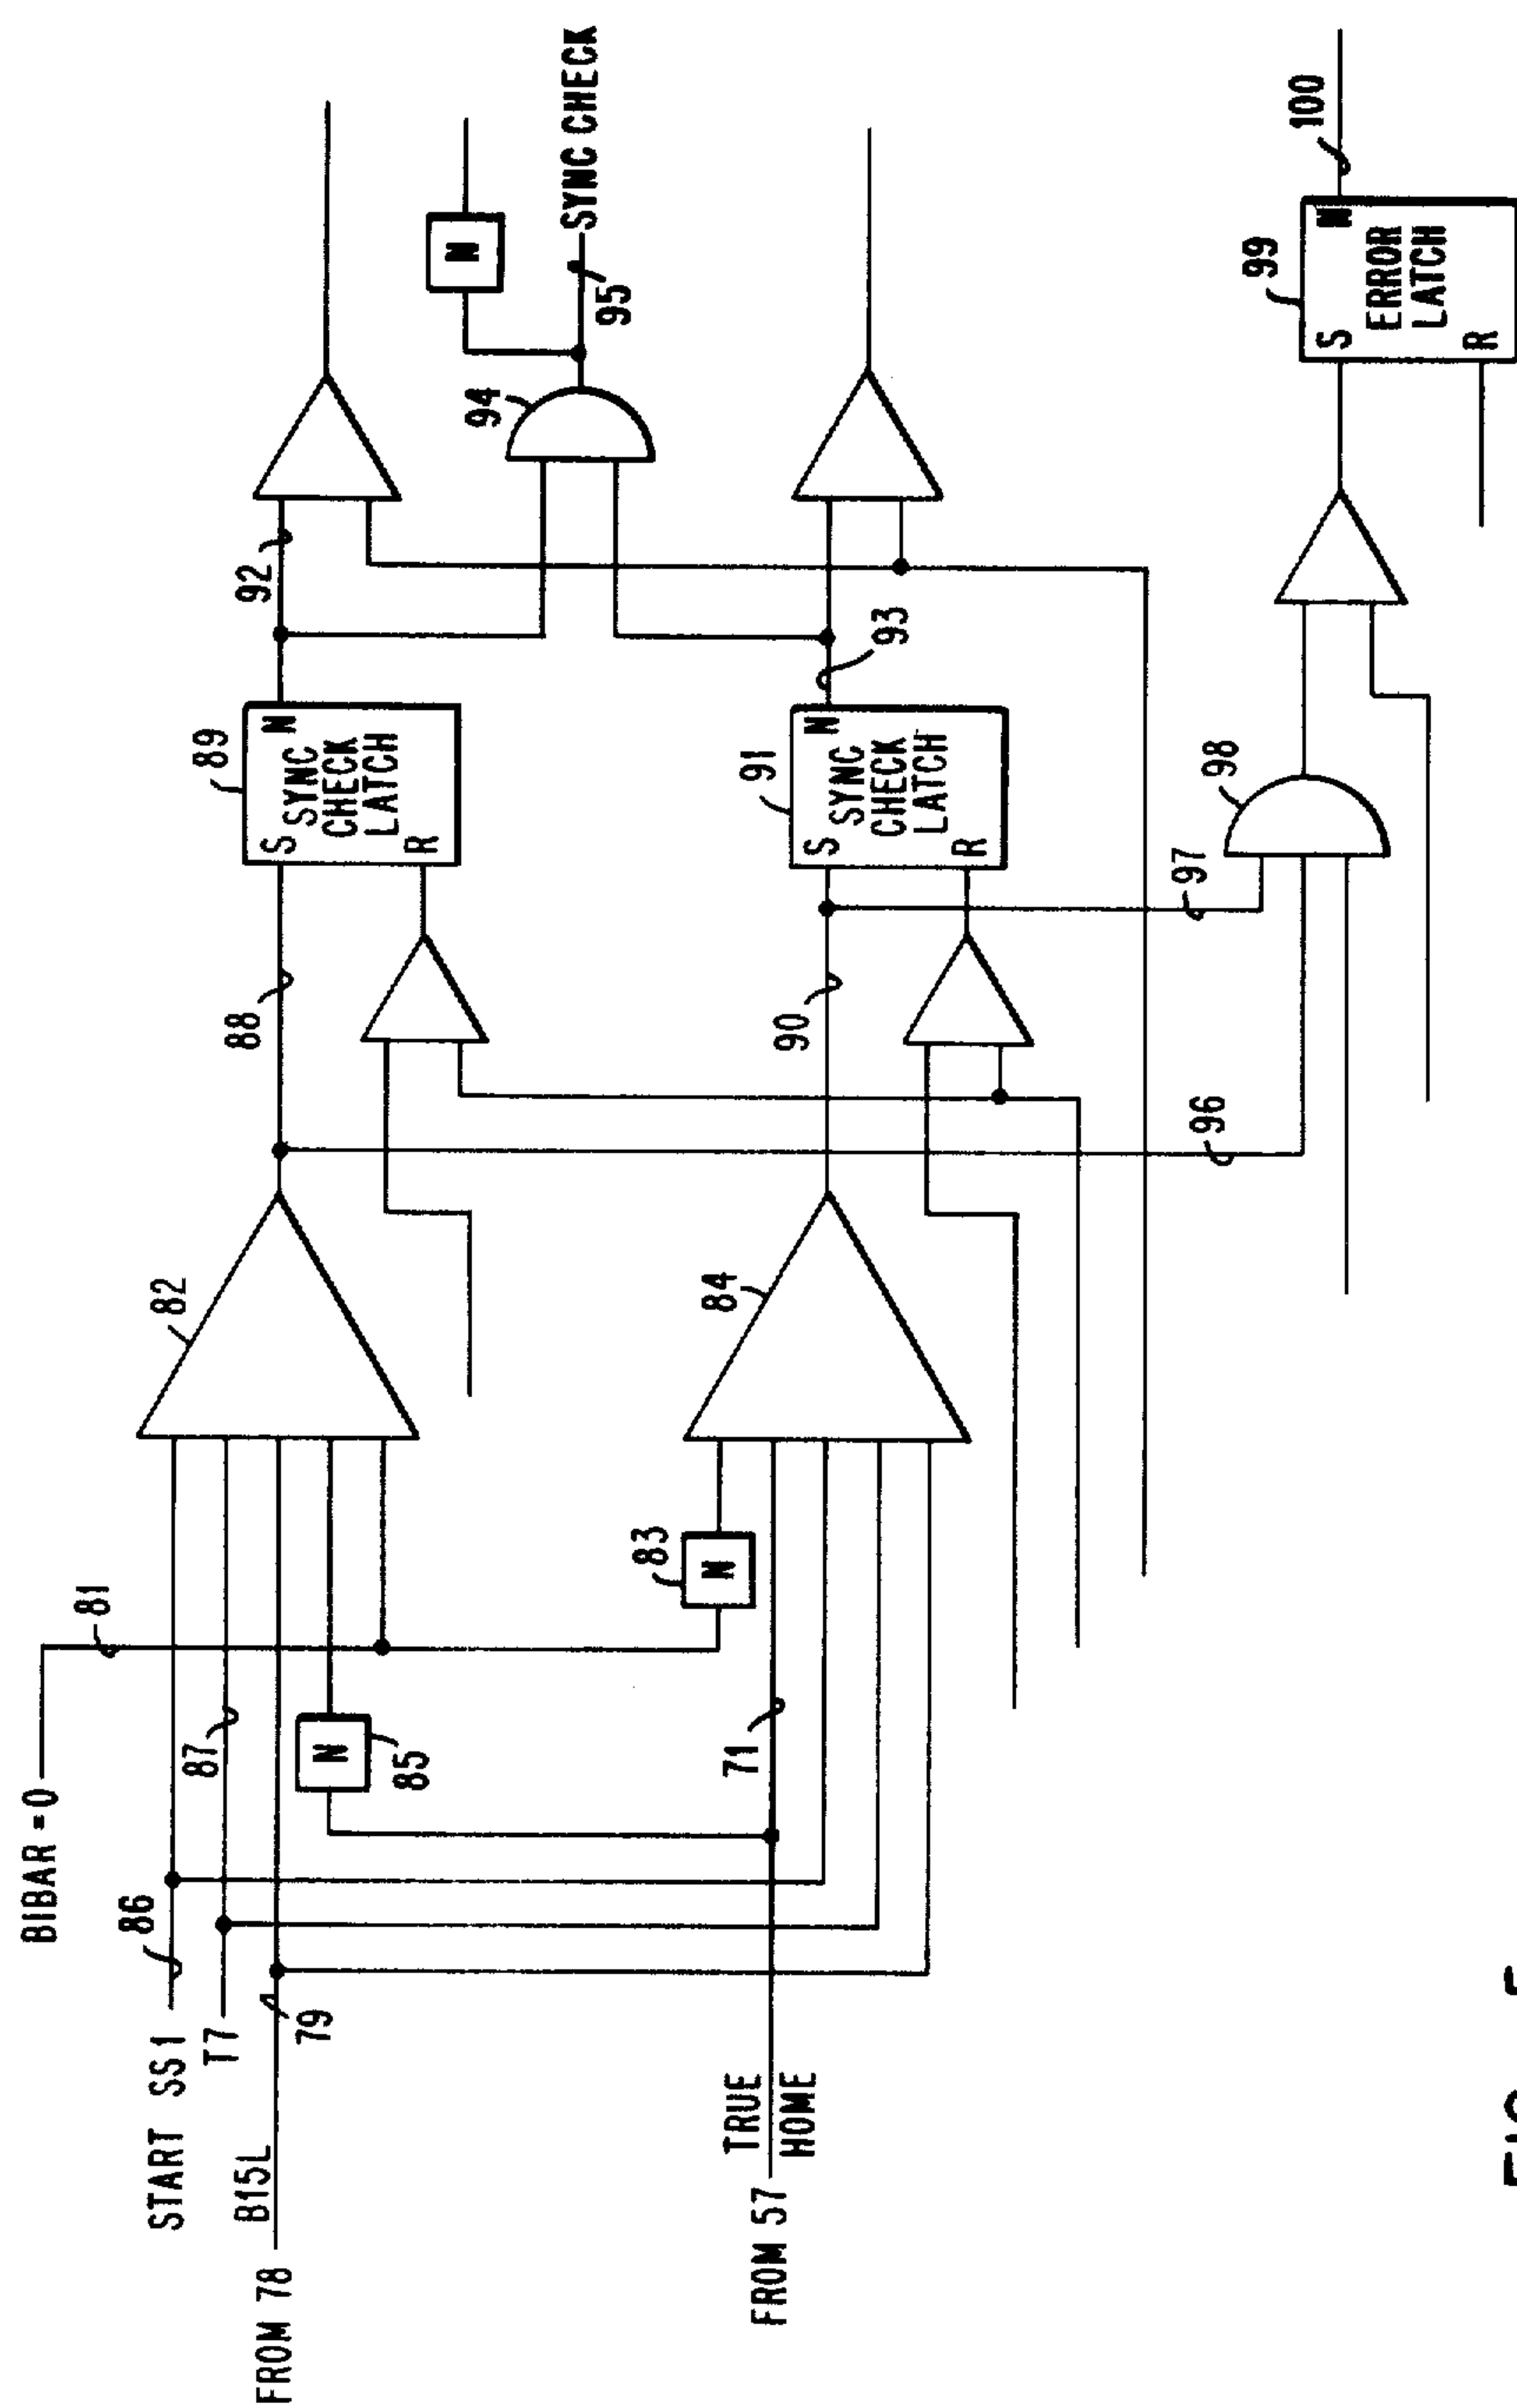 BIBAR = 0
81
START SS1
86
T7
87
FROM 78
B15L
79
N
85
82
88
89
S
N
SYNC
CHECK
LATCH
R
92
N
94
95
SYNC CHECK
FROM 57
TRUE
HOME
71
N
83
84
90
91
S
N
SYNC
CHECK
LATCH
R
93
96
97
98
99
S
N
ERROR
LATCH
R
100